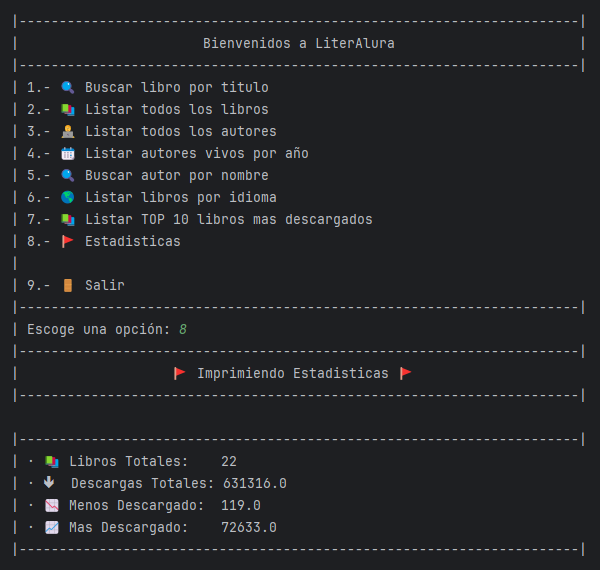 |----------------------------------------------------------------------|
| Bienvenidos a LiterAlura |
|----------------------------------------------------------------------|
| 1.- 🔍 Buscar libro por titulo
| 2.- 📚 Listar todos los libros
| 3.- 🧑‍💻 Listar todos los autores
| 4.- 📅 Listar autores vivos por año
| 5.- 🔍 Buscar autor por nombre
| 6.- 🌎 Listar libros por idioma
| 7.- 📚 Listar TOP 10 libros mas descargados
| 8.- 🚩 Estadisticas
|
| 9.- 🚪 Salir
|----------------------------------------------------------------------|
| Escoge una opción: 8
|----------------------------------------------------------------------|
| 🚩 Imprimiendo Estadisticas 🚩
|----------------------------------------------------------------------|
|----------------------------------------------------------------------|
| · 📚 Libros Totales: 22
| · 🡇 Descargas Totales: 631316.0
| · 📉 Menos Descargado: 119.0
| · 📈 Mas Descargado: 72633.0
|----------------------------------------------------------------------|